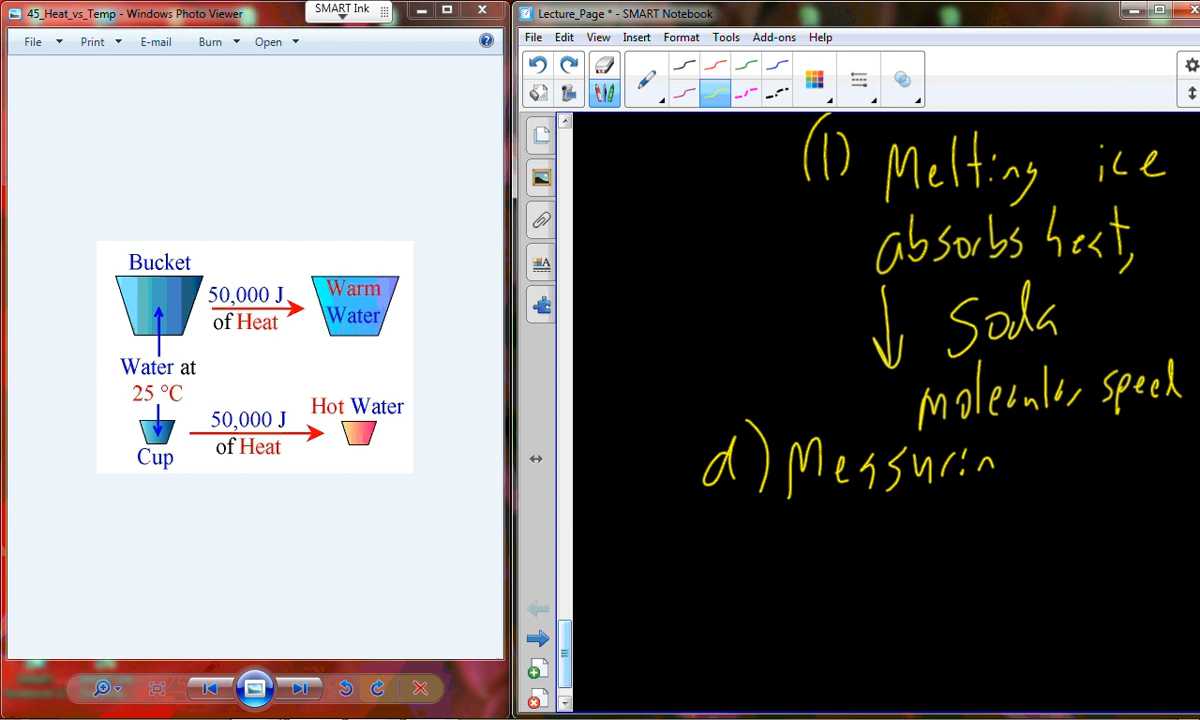 45_Heat_vs_Temp - Windows Photo Viewer
SMART Ink
File Print E-mail Burn Open
Bucket
50,000 J
of Heat
Warm
Water
Water at
25 °C
50,000 J
of Heat
Hot Water
Cup
Lecture_Page * - SMART Notebook
File Edit View Insert Format Tools Add-ons Help
(1) Melting ice
absorbs heat,
↓ Soda
molecular speed
d) Measurin